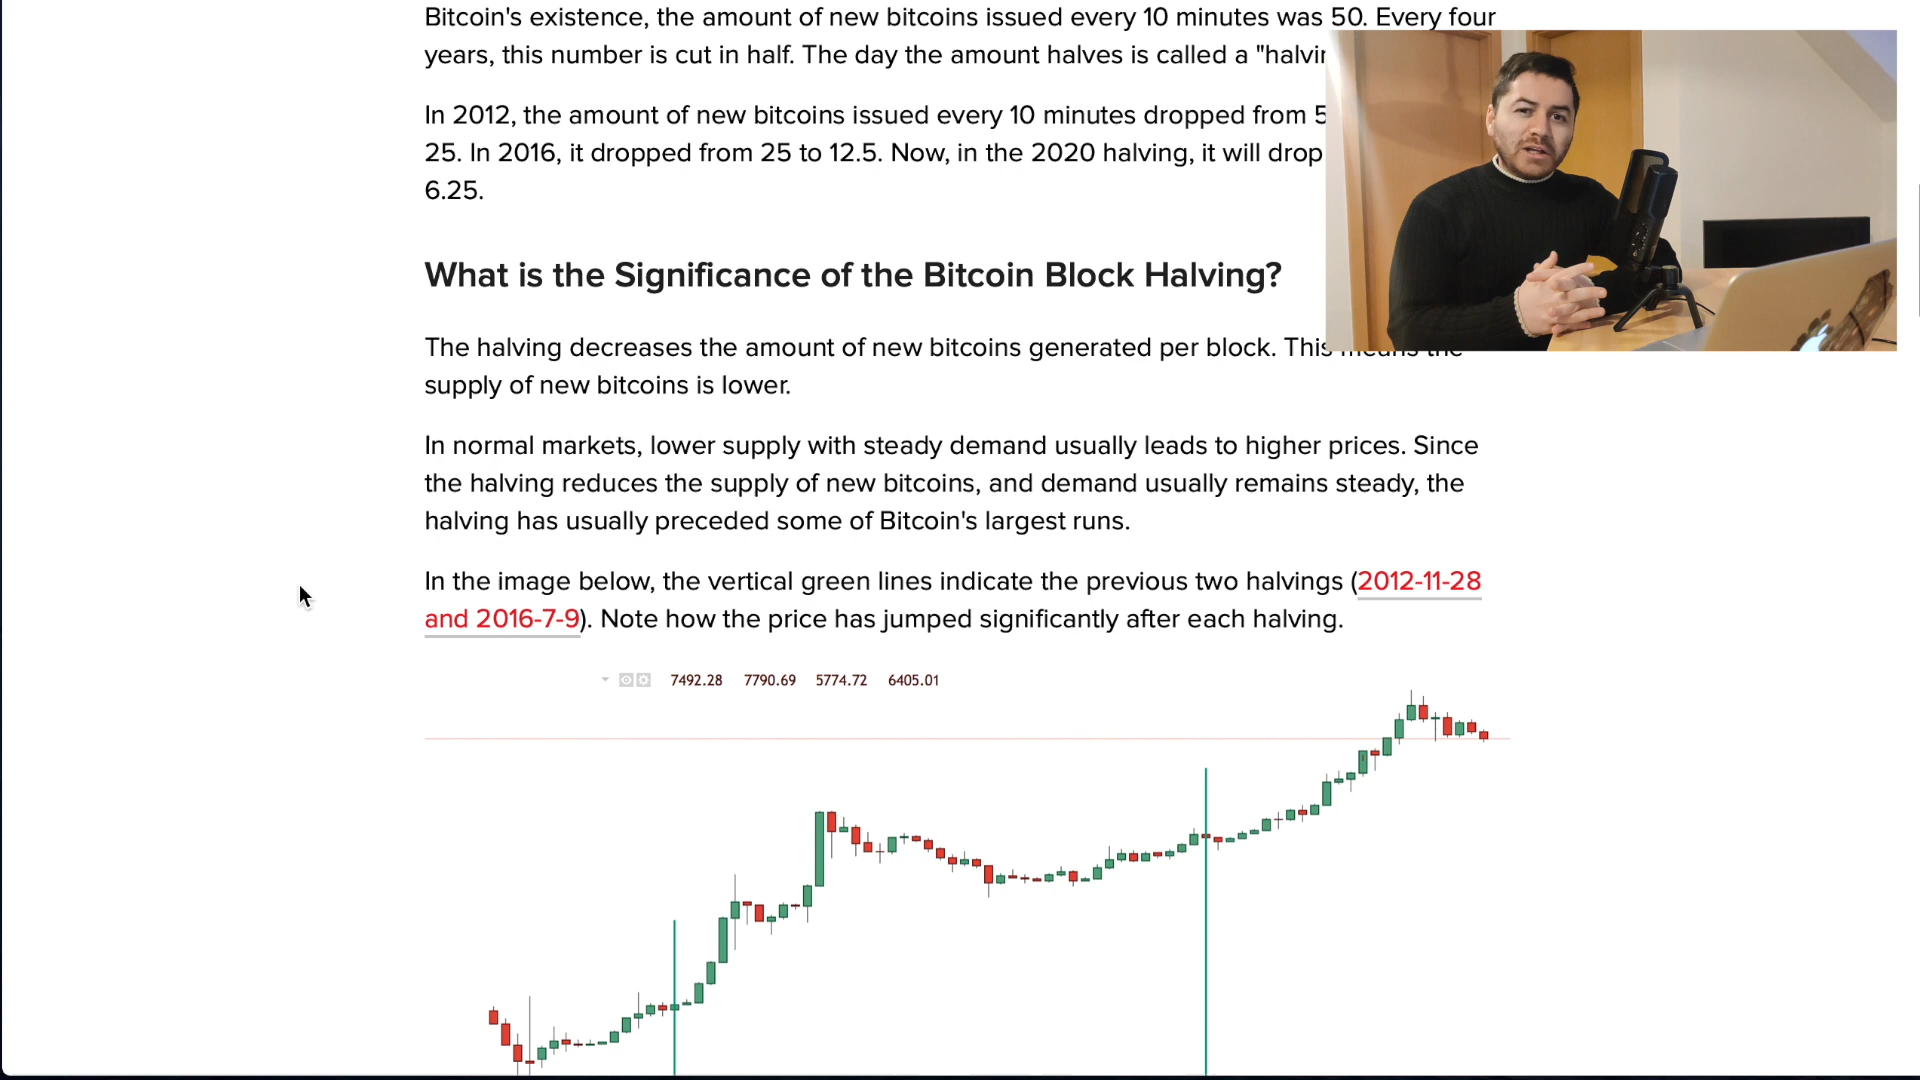 Bitcoin's existence, the amount of new bitcoins issued every 10 minutes was 50. Every four
years, this number is cut in half. The day the amount halves is called a "halvin
In 2012, the amount of new bitcoins issued every 10 minutes dropped from 5
25. In 2016, it dropped from 25 to 12.5. Now, in the 2020 halving, it will drop
6.25.
What is the Significance of the Bitcoin Block Halving?
The halving decreases the amount of new bitcoins generated per block. This means the
supply of new bitcoins is lower.
In normal markets, lower supply with steady demand usually leads to higher prices. Since
the halving reduces the supply of new bitcoins, and demand usually remains steady, the
halving has usually preceded some of Bitcoin's largest runs.
In the image below, the vertical green lines indicate the previous two halvings (2012-11-28
and 2016-7-9). Note how the price has jumped significantly after each halving.
7492.28 7790.69 5774.72 6405.01